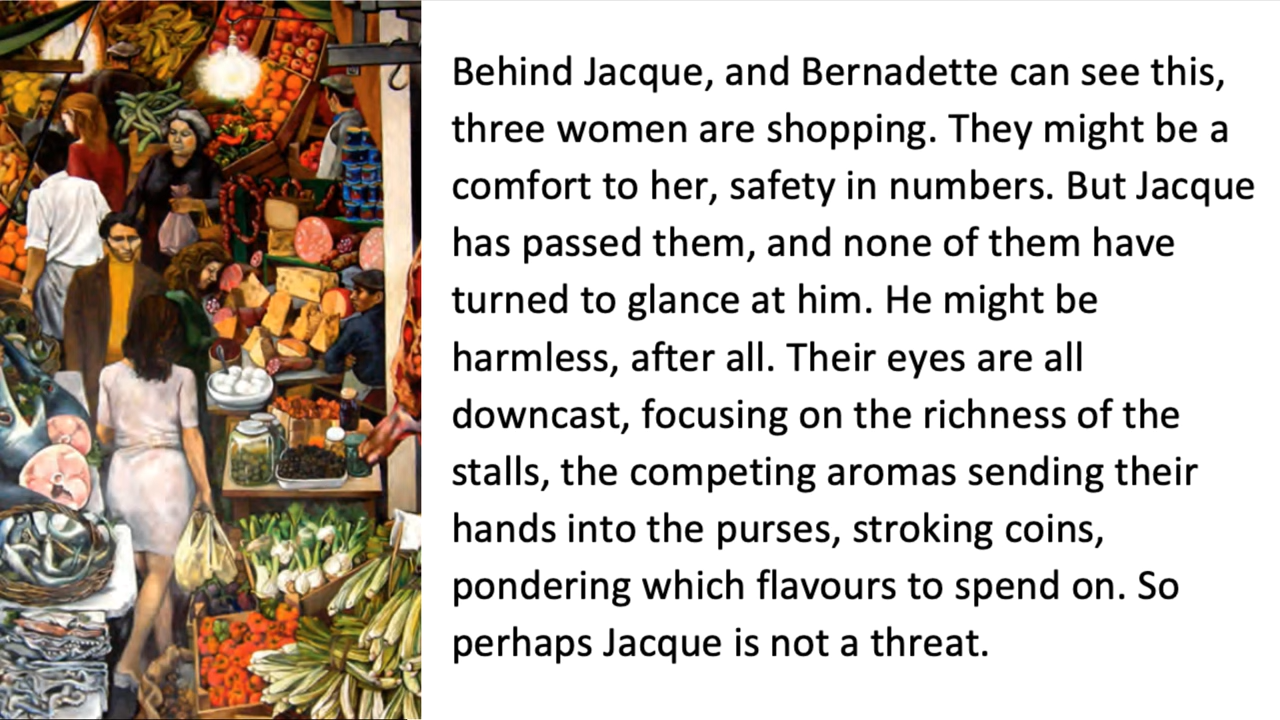 Behind Jacque, and Bernadette can see this,
three women are shopping. They might be a
comfort to her, safety in numbers. But Jacque
has passed them, and none of them have
turned to glance at him. He might be
harmless, after all. Their eyes are all
downcast, focusing on the richness of the
stalls, the competing aromas sending their
hands into the purses, stroking coins,
pondering which flavours to spend on. So
perhaps Jacque is not a threat.